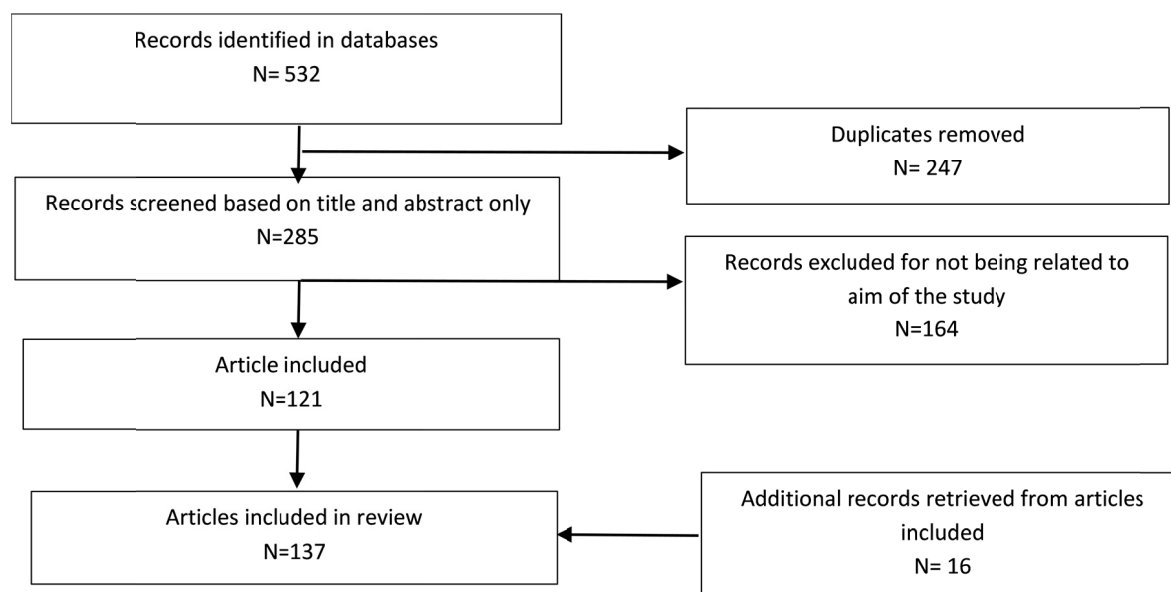 Records identified in databases
N= 532
Duplicates removed
N= 247
Records screened based on title and abstract only
N=285
Records excluded for not being related to
aim of the study
N=164
Article included
N=121
Articles included in review
N=137
Additional records retrieved from articles
included
N= 16